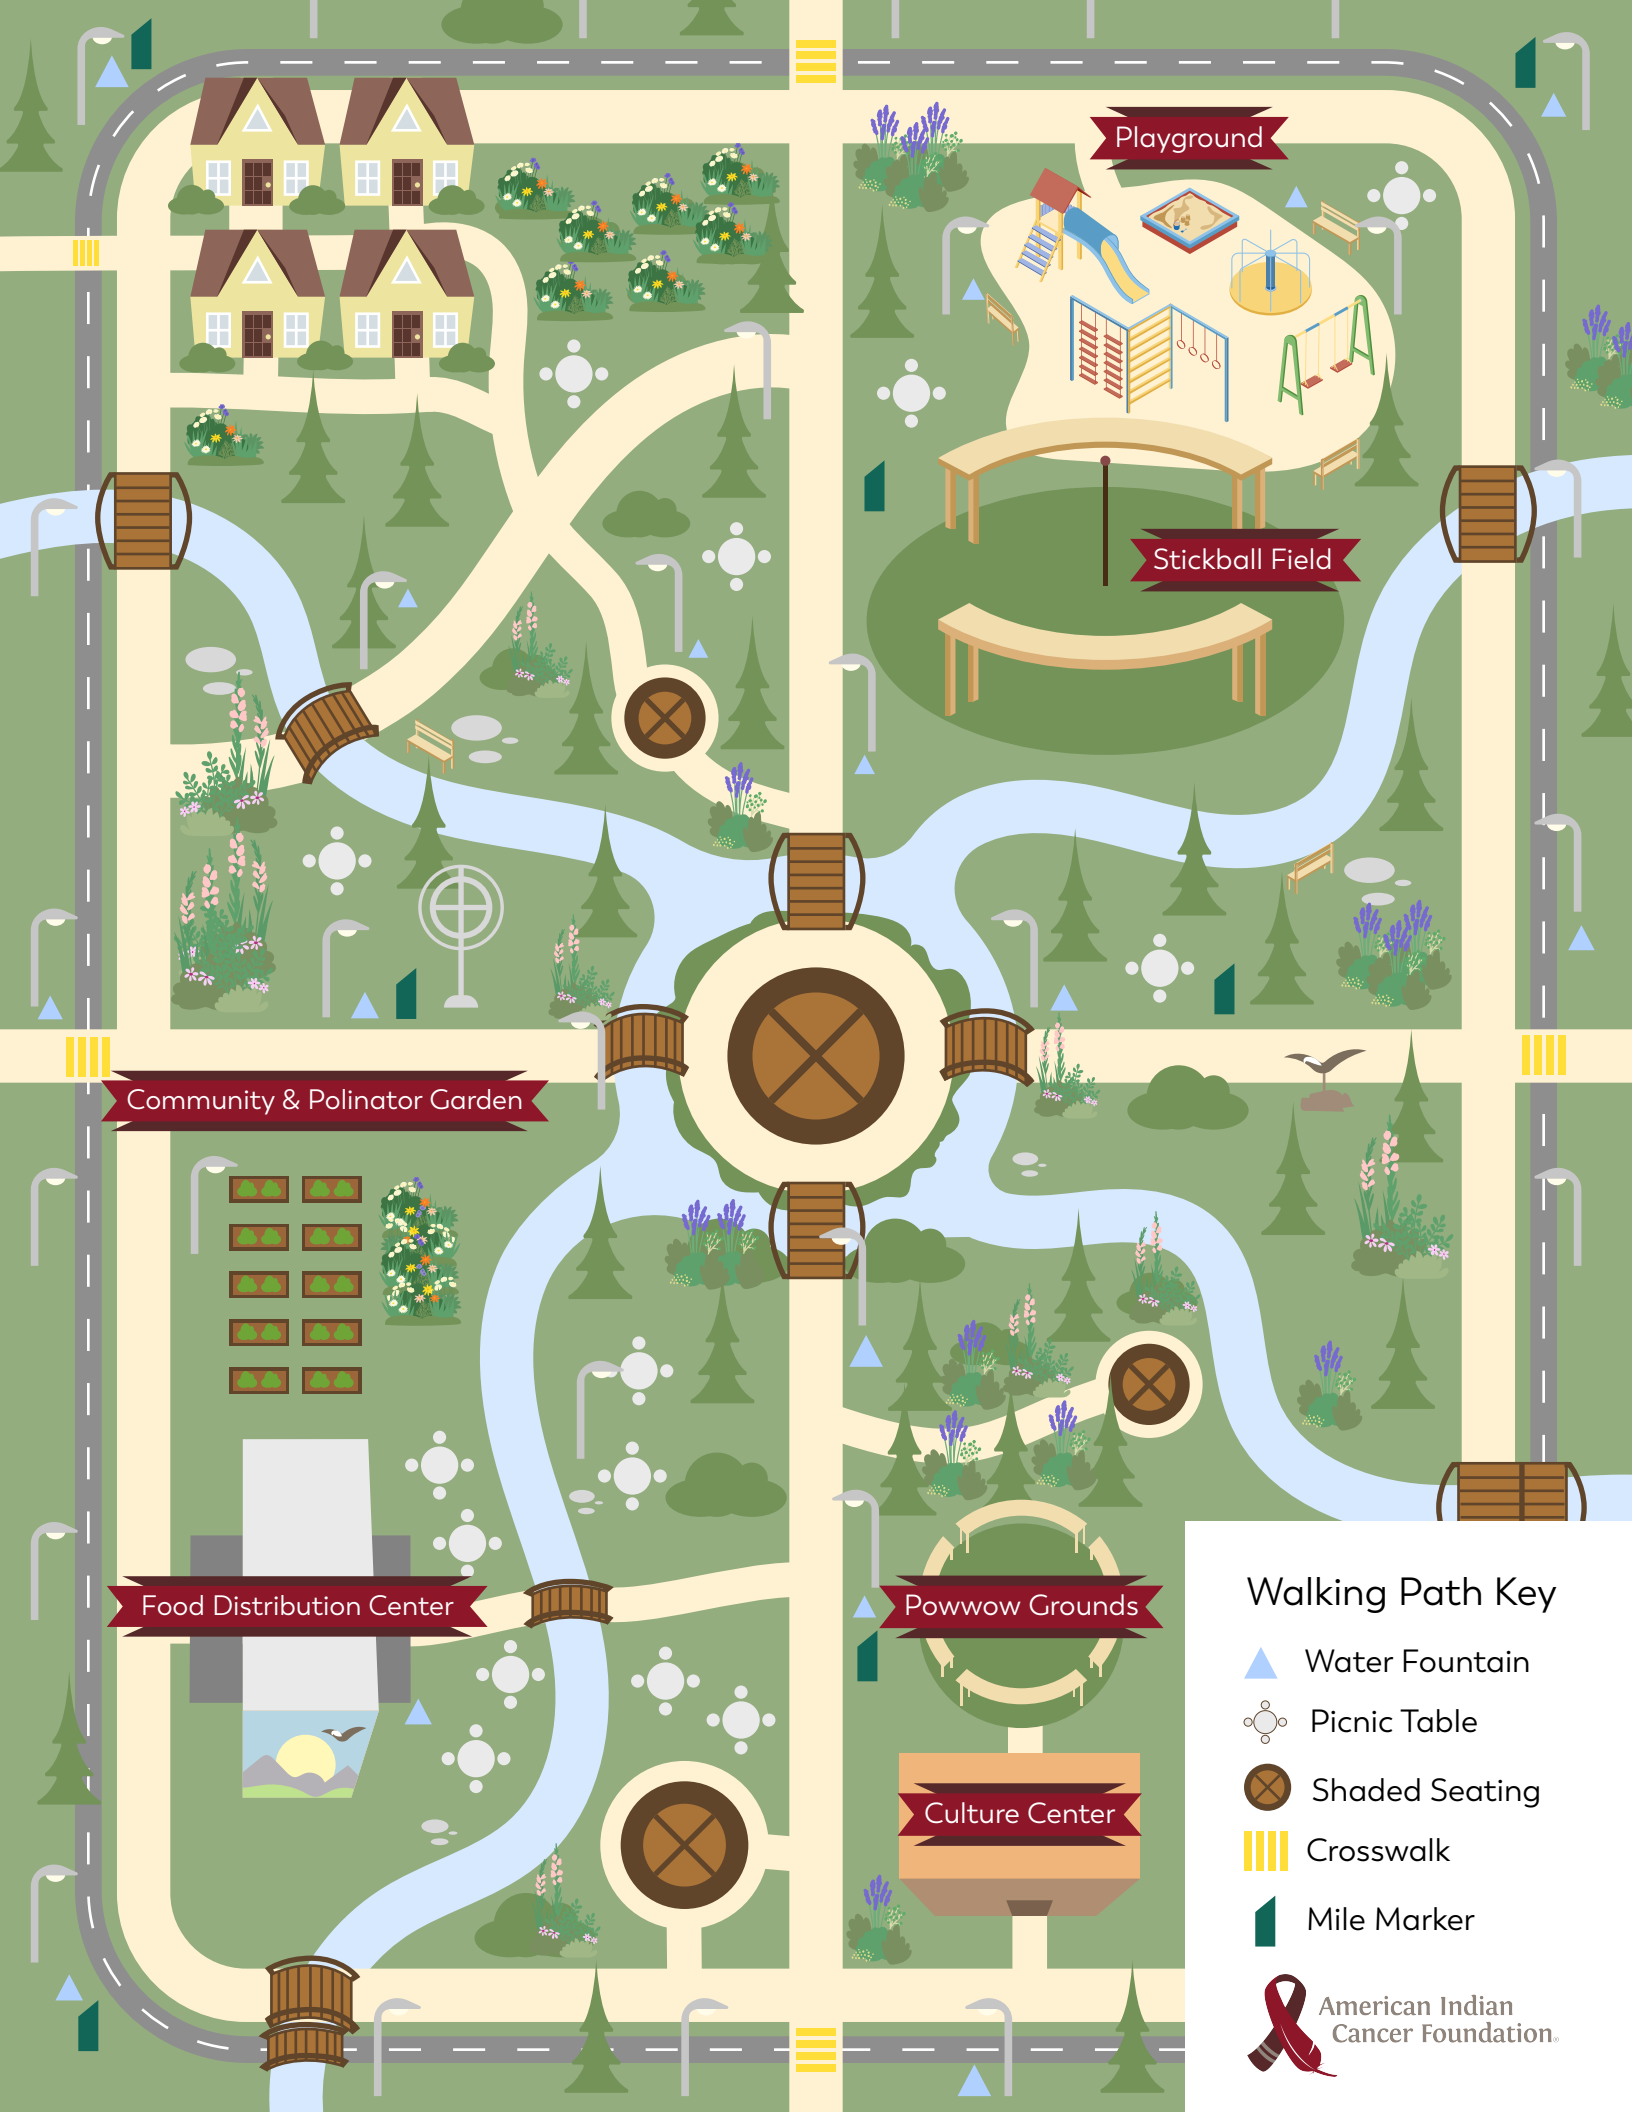 Playground
Stickball Field
Community & Polinator Garden
Food Distribution Center
Powwow Grounds
Culture Center
Walking Path Key
Water Fountain
Picnic Table
Shaded Seating
Crosswalk
Mile Marker
American Indian
Cancer Foundation®